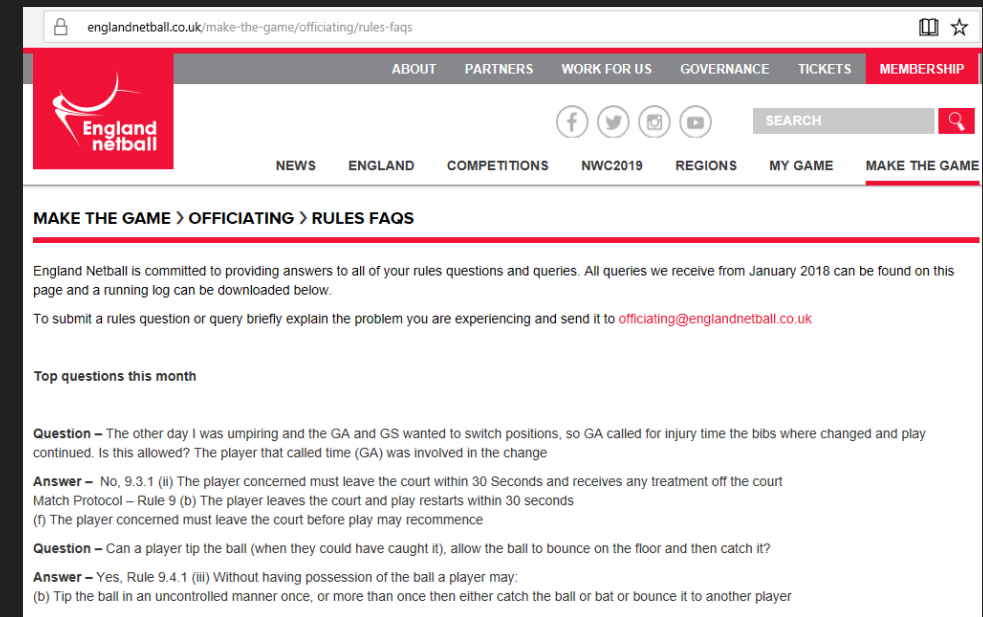 englandnetball.co.uk/make-the-game/officiating/rules-faqs
ABOUT PARTNERS WORK FOR US GOVERNANCE TICKETS MEMBERSHIP
England
netball
SEARCH
NEWS ENGLAND COMPETITIONS NWC2019 REGIONS MY GAME MAKE THE GAME
MAKE THE GAME > OFFICIATING > RULES FAQS
England Netball is committed to providing answers to all of your rules questions and queries. All queries we receive from January 2018 can be found on this
page and a running log can be downloaded below.
To submit a rules question or query briefly explain the problem you are experiencing and send it to officiating@englandnetball.co.uk
Top questions this month
Question – The other day I was umpiring and the GA and GS wanted to switch positions, so GA called for injury time the bibs where changed and play
continued. Is this allowed? The player that called time (GA) was involved in the change
Answer – No, 9.3.1 (ii) The player concerned must leave the court within 30 Seconds and receives any treatment off the court
Match Protocol – Rule 9 (b) The player leaves the court and play restarts within 30 seconds
(f) The player concerned must leave the court before play may recommence
Question – Can a player tip the ball (when they could have caught it), allow the ball to bounce on the floor and then catch it?
Answer – Yes, Rule 9.4.1 (iii) Without having possession of the ball a player may:
(b) Tip the ball in an uncontrolled manner once, or more than once then either catch the ball or bat or bounce it to another player